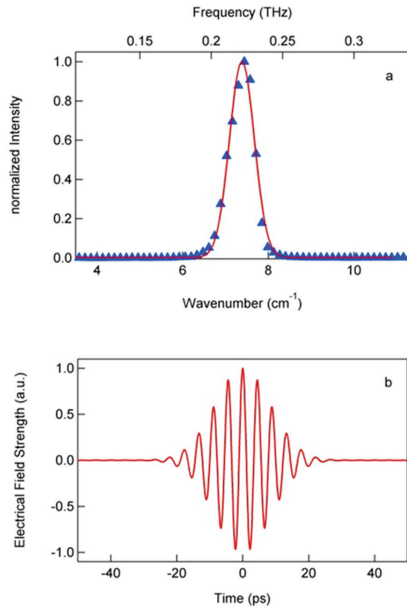 Frequency (THz)
0.15 0.2 0.25 0.3
a
1.0
0.8
0.6
0.4
0.2
0.0
normalized Intensity
4 6 8 10
Wavenumber (cm⁻¹)
b
1.0
0.5
0.0
-0.5
-1.0
Electrical Field Strength (a.u.)
-40 -20 0 20 40
Time (ps)